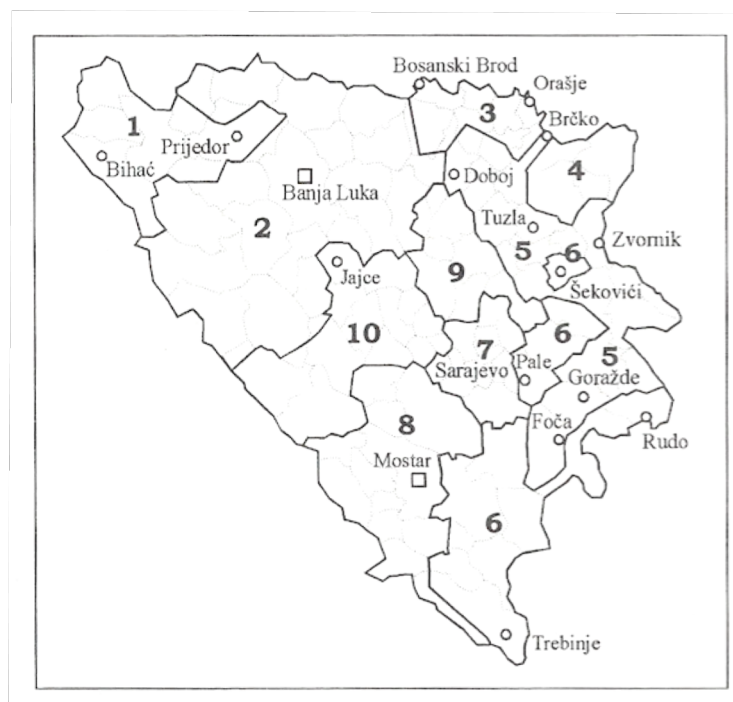 Bosanski Brod
Orašje
1
3
Brčko
Prijedor
Bihać
4
Doboj
Banja Luka
Tuzla
2
5
6
Zvornik
9
Jajce
Šekovići
10
6
7
5
Pale
Sarajevo
Goražde
8
Foča
Rudo
Mostar
6
Trebinje